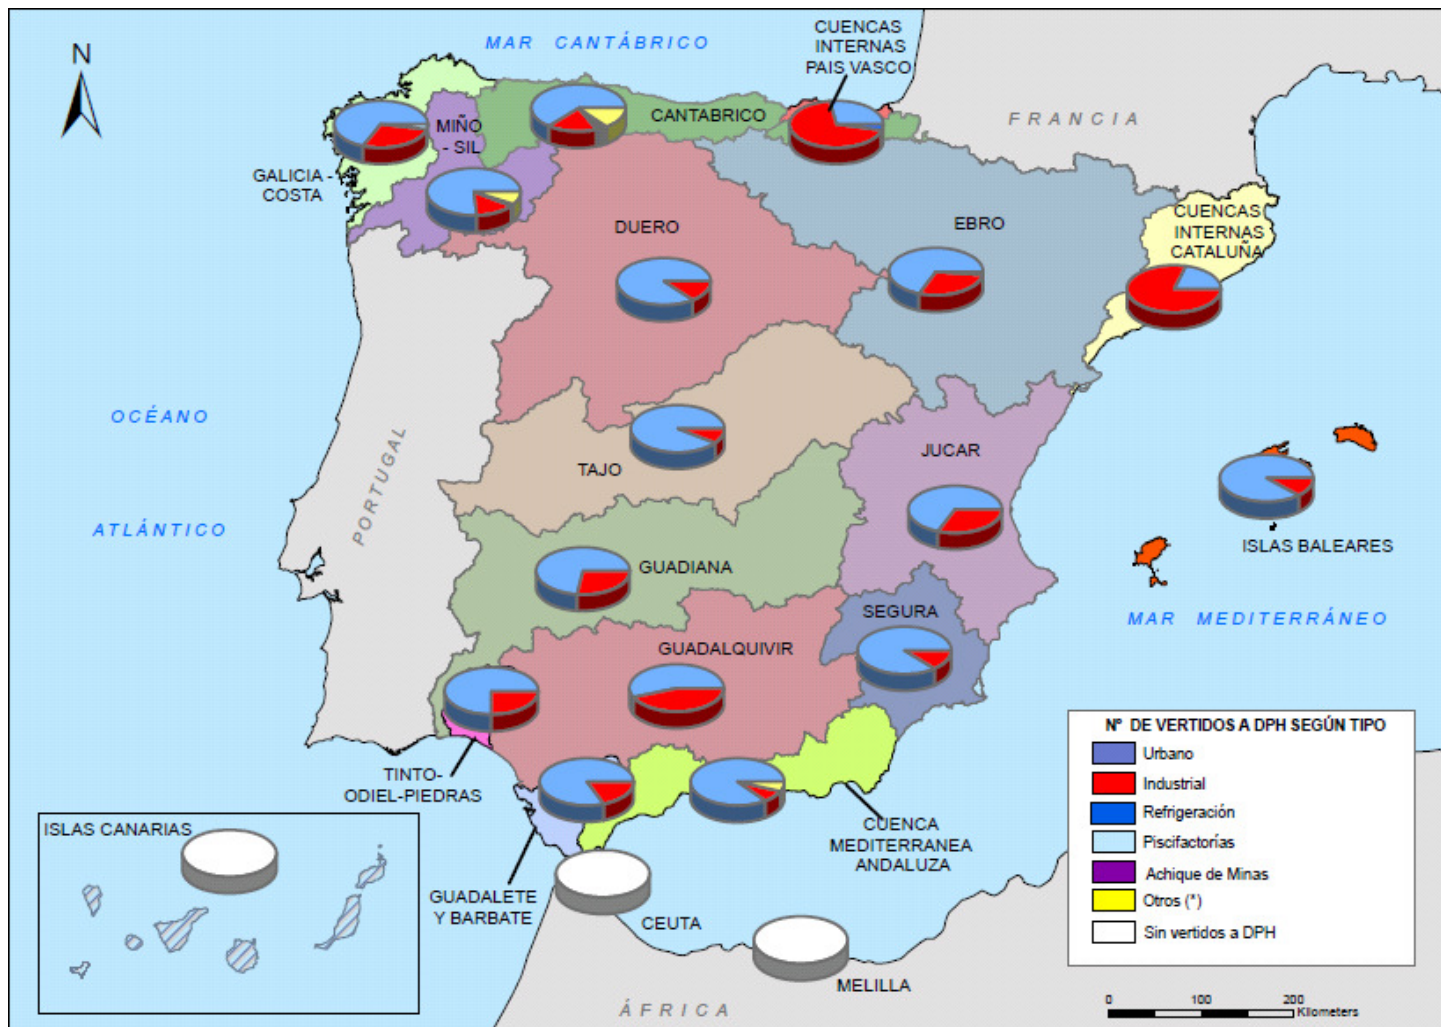 MAR CANTÁBRICO
CUENCAS
INTERNAS
PAIS VASCO
N
CANTABRICO
FRANCIA
MIÑO
- SIL
GALICIA -
COSTA
CUENCAS
INTERNAS
CATALUÑA
DUERO
EBRO
OCÉANO
ATLÁNTICO
PORTUGAL
TAJO
JUCAR
ISLAS BALEARES
GUADIANA
SEGURA
MAR MEDITERRÁNEO
GUADALQUIVIR
TINTO-
ODIEL-PIEDRAS
CUENCA
MEDITERRANEA
ANDALUZA
GUADALETE
Y BARBATE
ISLAS CANARIAS
CEUTA
MELILLA
ÁFRICA
Nº DE VERTIDOS A DPH SEGÚN TIPO
Urbano
Industrial
Refrigeración
Piscifactorías
Achique de Minas
Otros (*)
Sin vertidos a DPH
0 100 200
Kilometers